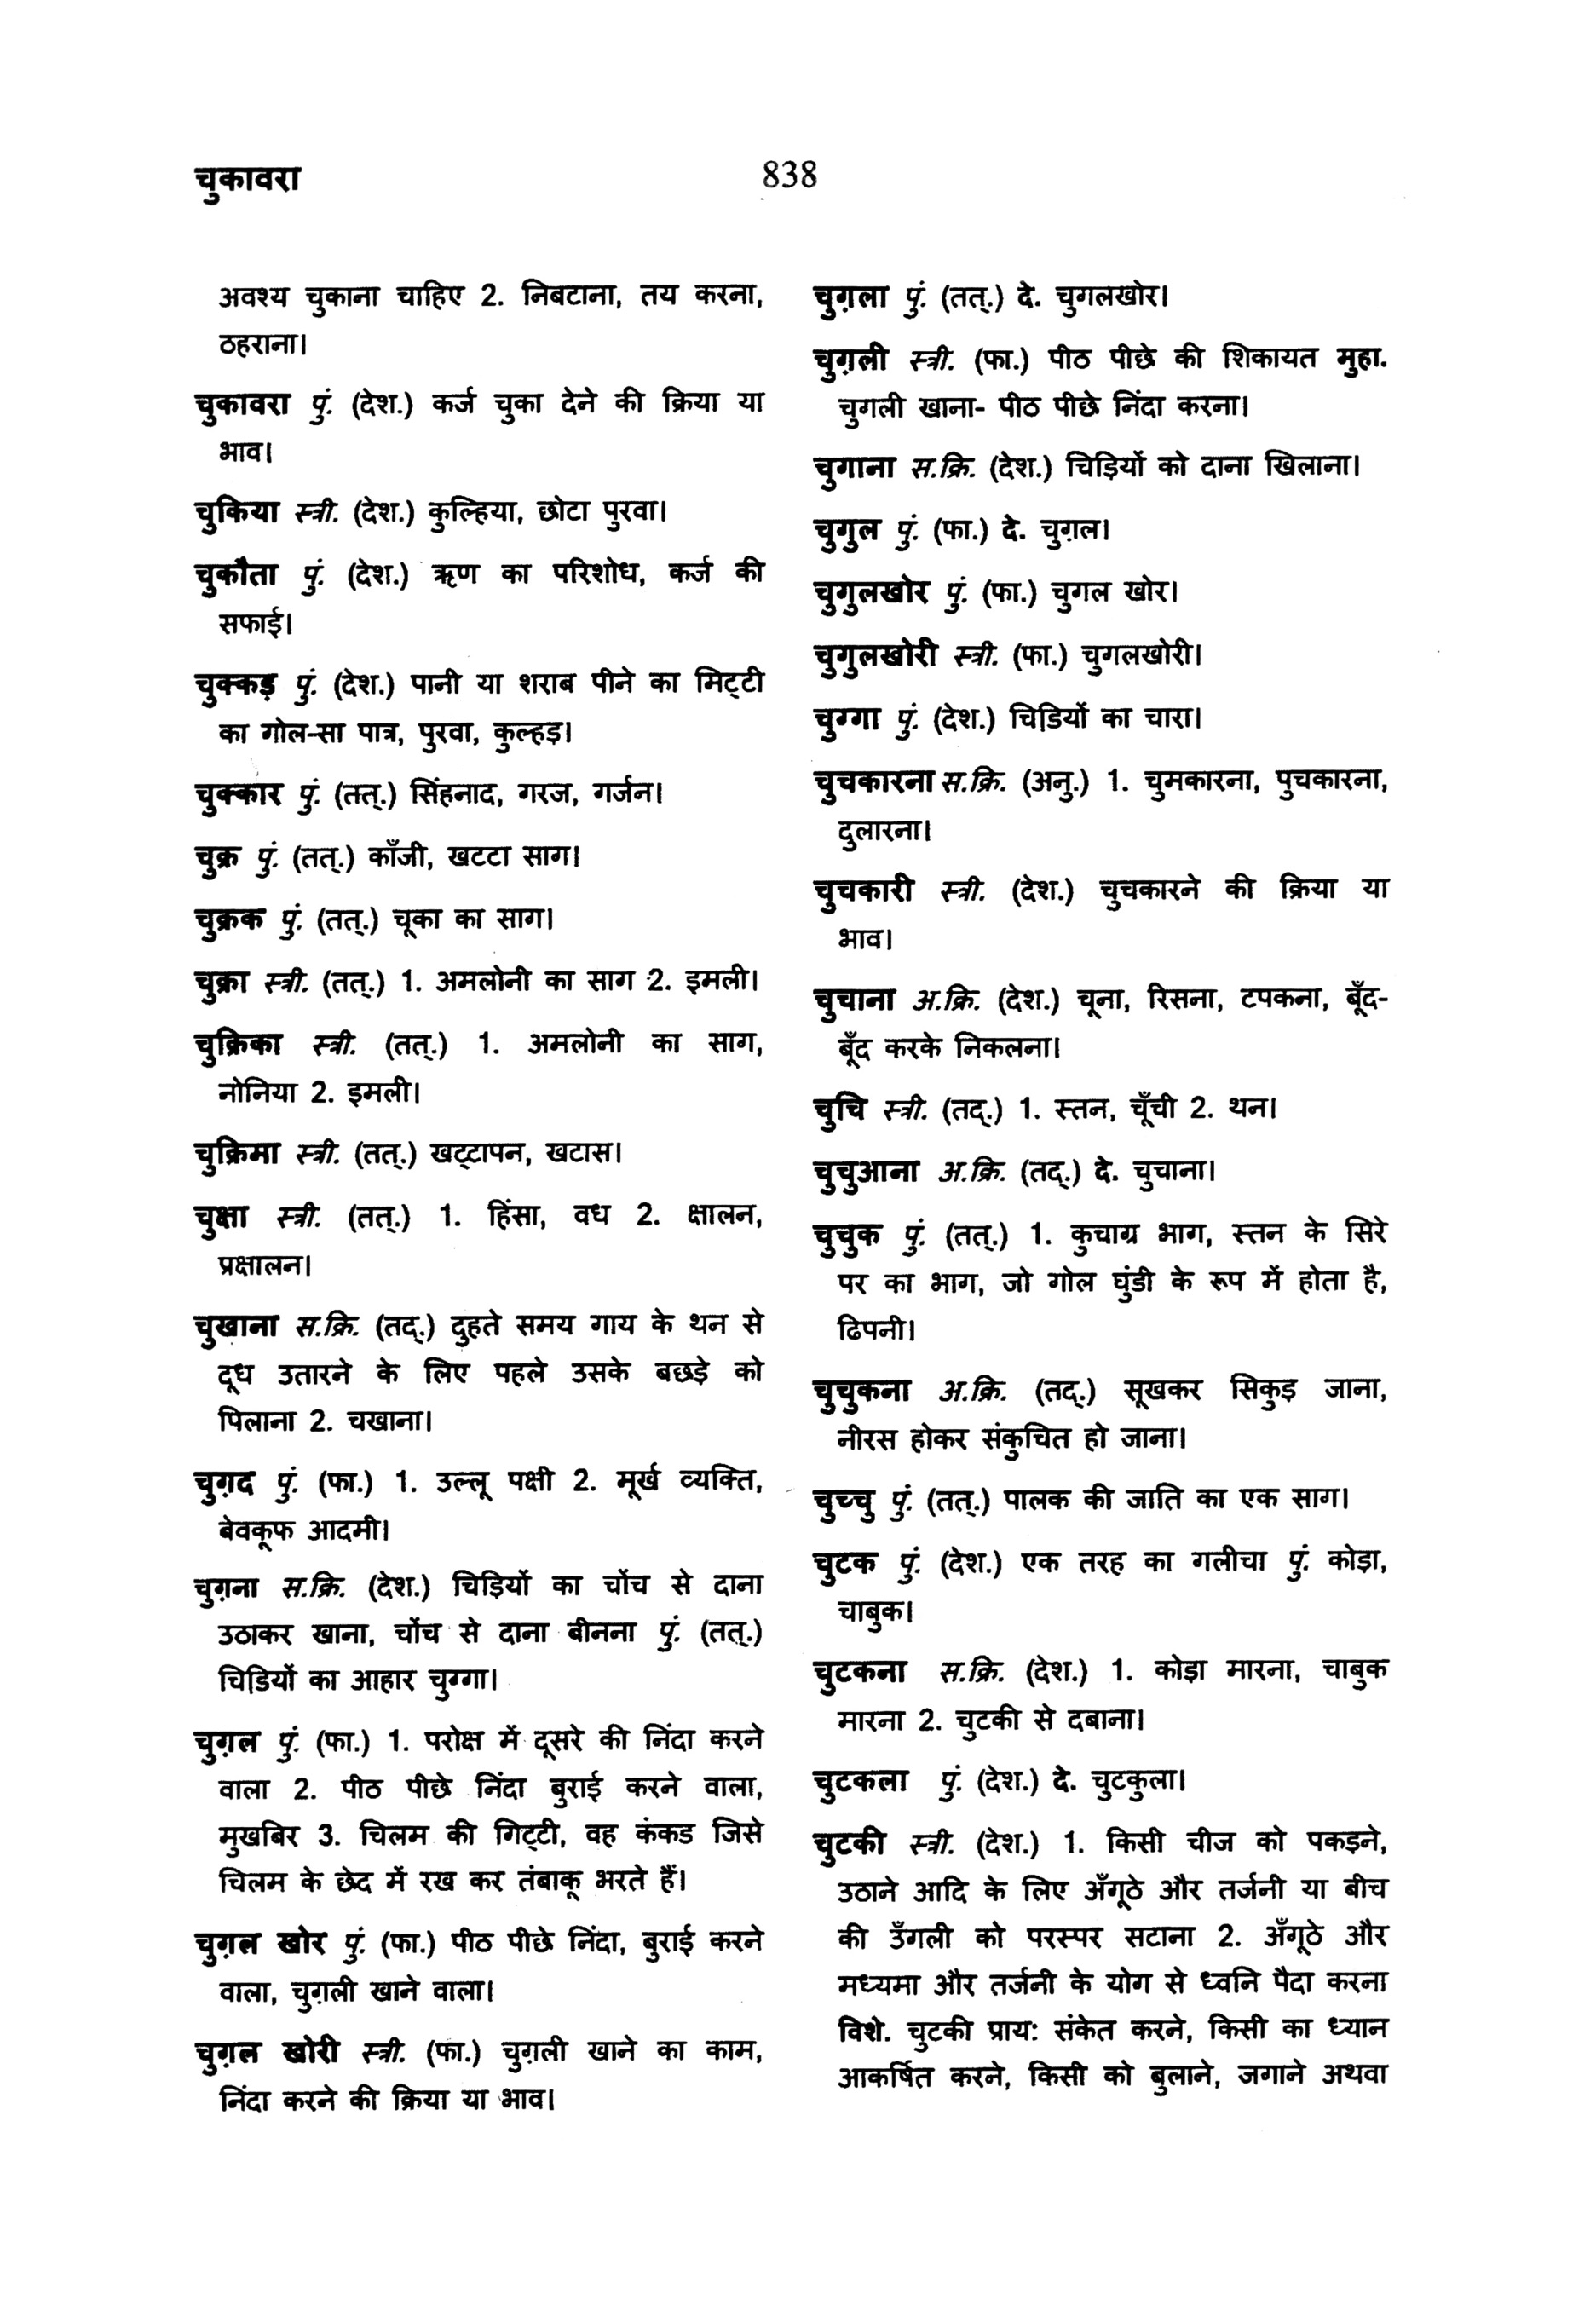 चुकावरा
838
अवश्य चुकाना चाहिए 2. निबटाना, तय करना,
ठहराना।
चुकावरा पुं. (देश.) कर्ज चुका देने की क्रिया या
भाव।
चुकिया स्त्री. (देश.) कुल्हिया, छोटा पुरवा।
चुकौता पुं. (देश.) ऋण का परिशोध, कर्ज की
सफाई।
चुक्कड़ पुं. (देश.) पानी या शराब पीने का मिट्टी
का गोल-सा पात्र, पुरवा, कुल्हड़।
चुक्कार पुं. (तत्.) सिंहनाद, गरज, गर्जन।
चुक्र पुं. (तत्.) काँजी, खटटा साग।
चुक्रक पुं. (तत्.) चूका का साग।
चुक्रा स्त्री. (तत्.) 1. अमलोनी का साग 2. इमली।
चुक्रिका स्त्री. (तत्.) 1. अमलोनी का साग,
नोनिया 2. इमली।
चुक्रिमा स्त्री. (तत्.) खट्टापन, खटास।
चुक्षा स्त्री. (तत्.) 1. हिंसा, वध 2. क्षालन,
प्रक्षालन।
चुखाना स.क्रि. (तद्.) दुहते समय गाय के थन से
दूध उतारने के लिए पहले उसके बछड़े को
पिलाना 2. चखाना।
चुग़द पुं. (फा.) 1. उल्लू पक्षी 2. मूर्ख व्यक्ति,
बेवकूफ आदमी।
चुग़ना स.क्रि. (देश.) चिड़ियों का चोंच से दाना
उठाकर खाना, चोंच से दाना बीनना पुं. (तत्.)
चिडियों का आहार चुग्गा।
चुग़ल पुं. (फा.) 1. परोक्ष में दूसरे की निंदा करने
वाला 2. पीठ पीछे निंदा बुराई करने वाला,
मुखबिर 3. चिलम की गिट्टी, वह कंकड जिसे
चिलम के छेद में रख कर तंबाकू भरते हैं।
चुग़ल खोर पुं. (फा.) पीठ पीछे निंदा, बुराई करने
वाला, चुग़ली खाने वाला।
चुग़ल खोरी स्त्री. (फा.) चुग़ली खाने का काम,
निंदा करने की क्रिया या भाव।
चुग़ला पुं. (तत्.) दे. चुगलखोर।
चुग़ली स्त्री. (फा.) पीठ पीछे की शिकायत मुहा.
चुगली खाना- पीठ पीछे निंदा करना।
चुगाना स.क्रि. (देश.) चिड़ियों को दाना खिलाना।
चुगुल पुं. (फा.) दे. चुग़ल।
चुगुलखोर पुं. (फा.) चुगल खोर।
चुगुलखोरी स्त्री. (फा.) चुगलखोरी।
चुग्गा पुं. (देश.) चिडियों का चारा।
चुचकारना स.क्रि. (अनु.) 1. चुमकारना, पुचकारना,
दुलारना।
चुचकारी स्त्री. (देश.) चुचकारने की क्रिया या
भाव।
चुचाना अ.क्रि. (देश.) चूना, रिसना, टपकना, बूँद-
बूँद करके निकलना।
चुचि स्त्री. (तद्.) 1. स्तन, चूँची 2. थन।
चुचुआना अ.क्रि. (तद्.) दे. चुचाना।
चुचुक पुं. (तत्.) 1. कुचाग्र भाग, स्तन के सिरे
पर का भाग, जो गोल घुंडी के रूप में होता है,
ढिपनी।
चुचुकना अ.क्रि. (तद्.) सूखकर सिकुड़ जाना,
नीरस होकर संकुचित हो जाना।
चुच्चु पुं. (तत्.) पालक की जाति का एक साग।
चुटक पुं. (देश.) एक तरह का गलीचा पुं. कोड़ा,
चाबुक।
चुटकना स.क्रि. (देश.) 1. कोड़ा मारना, चाबुक
मारना 2. चुटकी से दबाना।
चुटकला पुं. (देश.) दे. चुटकुला।
चुटकी स्त्री. (देश.) 1. किसी चीज को पकड़ने,
उठाने आदि के लिए अँगूठे और तर्जनी या बीच
की उँगली को परस्पर सटाना 2. अँगूठे और
मध्यमा और तर्जनी के योग से ध्वनि पैदा करना
विशे. चुटकी प्राय: संकेत करने, किसी का ध्यान
आकर्षित करने, किसी को बुलाने, जगाने अथवा